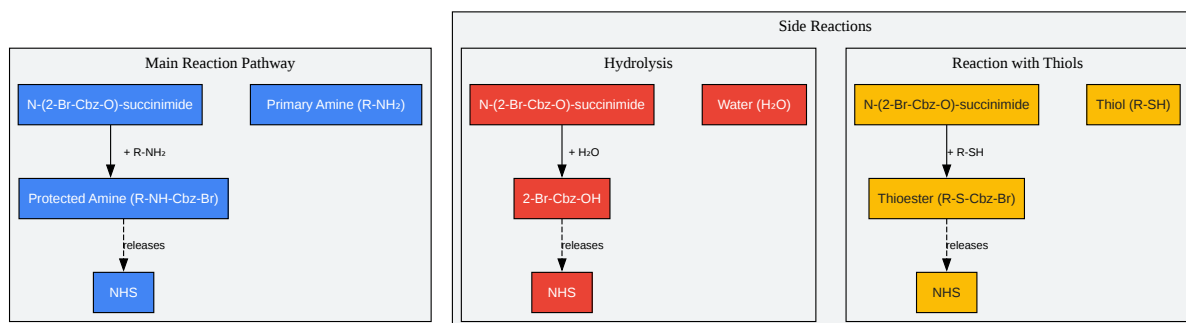 Side Reactions
Main Reaction Pathway
N-(2-Br-Cbz-O)-succinimide
Primary Amine (R-NH₂)
+ R-NH₂
Protected Amine (R-NH-Cbz-Br)
releases
NHS
Hydrolysis
N-(2-Br-Cbz-O)-succinimide
Water (H₂O)
+ H₂O
2-Br-Cbz-OH
releases
NHS
Reaction with Thiols
N-(2-Br-Cbz-O)-succinimide
Thiol (R-SH)
+ R-SH
Thioester (R-S-Cbz-Br)
releases
NHS